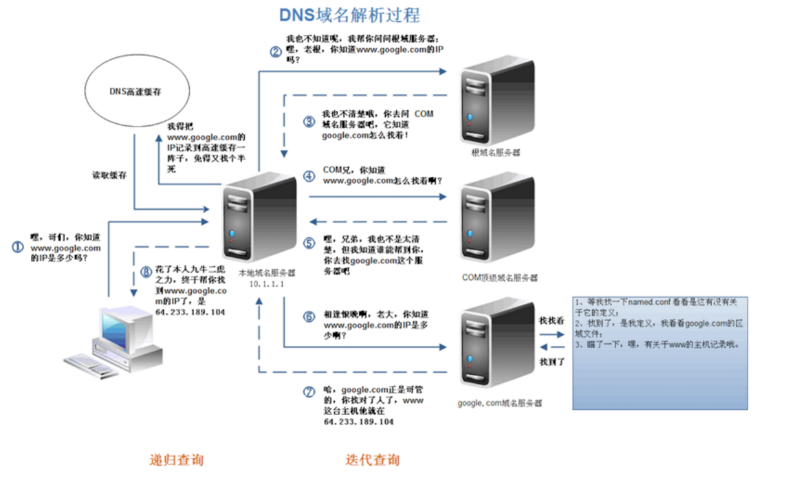 DNS域名解析过程
我也不知道呢，我帮你问问根域服务器：
嘿，老根，你知道www.google.com的IP
吗？
②
DNS高速缓存
我得把
www.google.com的
IP记录到高速缓存一
阵子，免得又找个半
死
③
我也不清楚哦，你去问 COM
域名服务器吧，它知道
google.com怎么找着！
根域名服务器
读取缓存
④
COM兄，你知道
www.google.com怎么找着啊？
①
嘿，哥们，你知道
www.google.com
的IP是多少吗？
⑤
嘿，兄弟，我也不是太清
楚，但我知道谁能帮到你，
你去找google.com这个服
务器吧
COM顶级域名服务器
本地域名服务器
10.1.1.1
⑧
花了本人九牛二虎
之力，终于帮你找
到www.google.co
m的IP了，是
64.233.189.104
⑥
相逢恨晚啊，老大，你知道
www.google.com的IP是多
少啊？
找找看
找到了
1、等我找一下named.conf 看看是这有没有关
于它的定义；
2、找到了，是我定义，我看看google.com的区
域文件；
3、瞄了一下，嘿，有关于www的主机记录哦。
⑦
哈，google.com正是哥管
的，你找对了人了，www
这台主机他就在
64.233.189.104
google.com域名服务器
递归查询
迭代查询